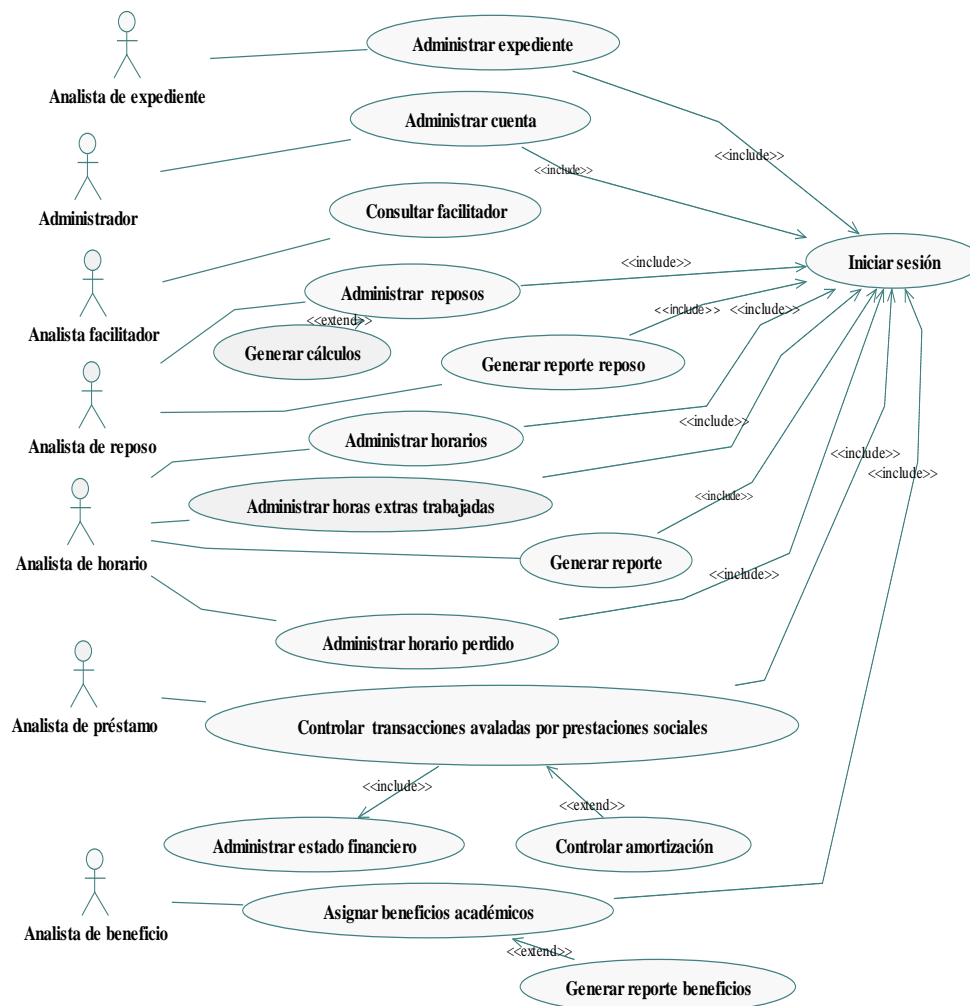 Administrar expediente
Analista de expediente
Administrar cuenta
<<include>>
<<include>>
Administrador
Consultar facilitador
Iniciar sesión
<<include>>
Administrar reposos
<<extend>>
<<include>>
<<include>>
Analista facilitador
Generar cálculos
Generar reporte reposo
Analista de reposo
Administrar horarios
<<include>>
<<include>>
<<include>>
Administrar horas extras trabajadas
<<include>>
Analista de horario
Generar reporte
<<include>>
Administrar horario perdido
Analista de préstamo
Controlar transacciones avaladas por prestaciones sociales
<<include>>
<<extend>>
Administrar estado financiero
Controlar amortización
Asignar beneficios académicos
Analista de beneficio
<<extend>>
Generar reporte beneficios